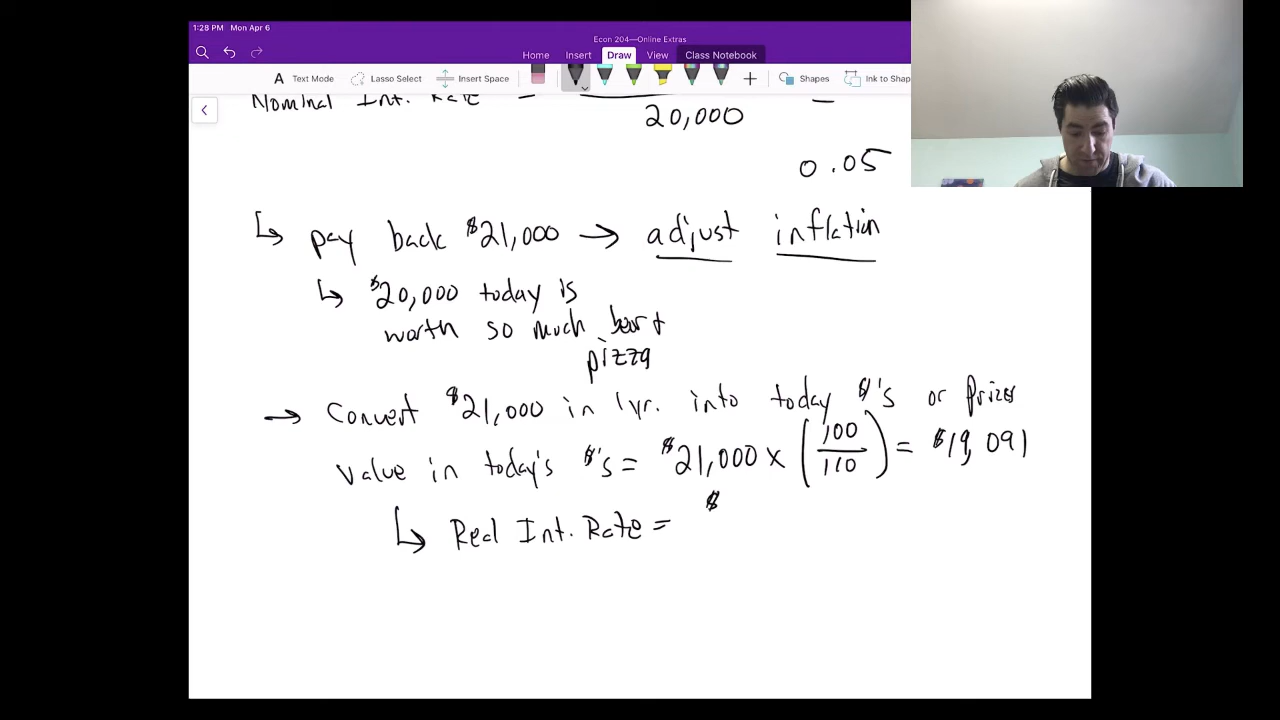 1:28 PM Mon Apr 6
Econ 204—Online Extras
Home Insert Draw View Class Notebook
Text Mode Lasso Select Insert Space Shapes Ink to Shap
Nominal Int. Rate =
20,000
0.05
pay back $21,000 → adjust inflation
$20,000 today is
worth so much
pizza
→ Convert $21,000 in 1yr. into today $'s or Prices
Value in today's $'s = $21,000 x (100/110) = $19,091
$
Real Int. Rate =